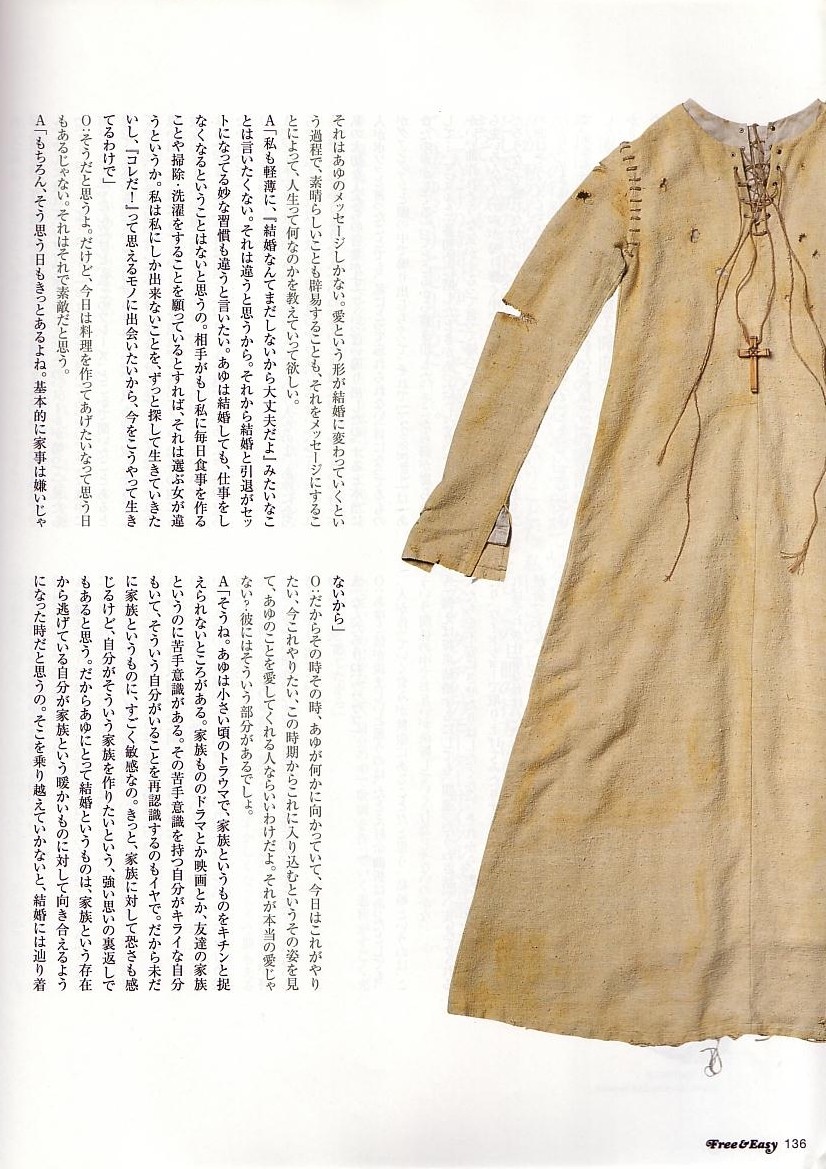 それはあゆのメッセージしかない。愛という形が結婚に変わっていくとい
う過程で、素晴らしいことも辟易することも、それをメッセージにするこ
とによって、人生って何なのかを教えていって欲しい。
A「私も軽薄に、『結婚なんてまだしないから大丈夫だよ』みたいなこ
とは言いたくない。それは違うと思うから。それから結婚と引退がセッ
トになってる妙な習慣も違うと言いたい。あゆは結婚しても、仕事をし
なくなるということはないと思うの。相手がもし私に毎日食事を作る
ことや掃除・洗濯をすることを願っているとすれば、それは選ぶ女が違
うというか。私は私にしか出来ないことを、ずっと探して生きていきた
いし、『コレだ！』って思えるモノに出会いたいから、今をこうやって生き
てるわけで」
O:そうだと思うよ。だけど、今日は料理を作ってあげたいなって思う日
もあるじゃない。それはそれで素敵だと思う。
A「もちろん、そう思う日もきっとあるよね。基本的に家事は嫌いじゃ
ないから」
O:だからその時その時、あゆが何かに向かっていて、今日はこれがやり
たい、今これやりたい、この時期からこれに入り込むというその姿を見
て、あゆのことを愛してくれる人ならいいわけだよ。それが本当の愛じゃ
ない？彼にはそういう部分があるでしょ。
A「そうね。あゆは小さい頃のトラウマで、家族というものをキチンと捉
えられないところがある。家族もののドラマとか映画とか、友達の家族
というのに苦手意識がある。その苦手意識を持つ自分がキライな自分
もいて、そういう自分がいることを再認識するのもイヤで。だから未だ
に家族というものに、すごく敏感なの。きっと、家族に対して恐さも感
じるけど、自分がそういう家族を作りたいという、強い思いの裏返しで
もあると思う。だからあゆにとって結婚というものは、家族という存在
から逃げている自分が家族という暖かいものに対して向き合えるよう
になった時だと思うの。そこを乗り越えていかないと、結婚には辿り着
Free&Easy 136